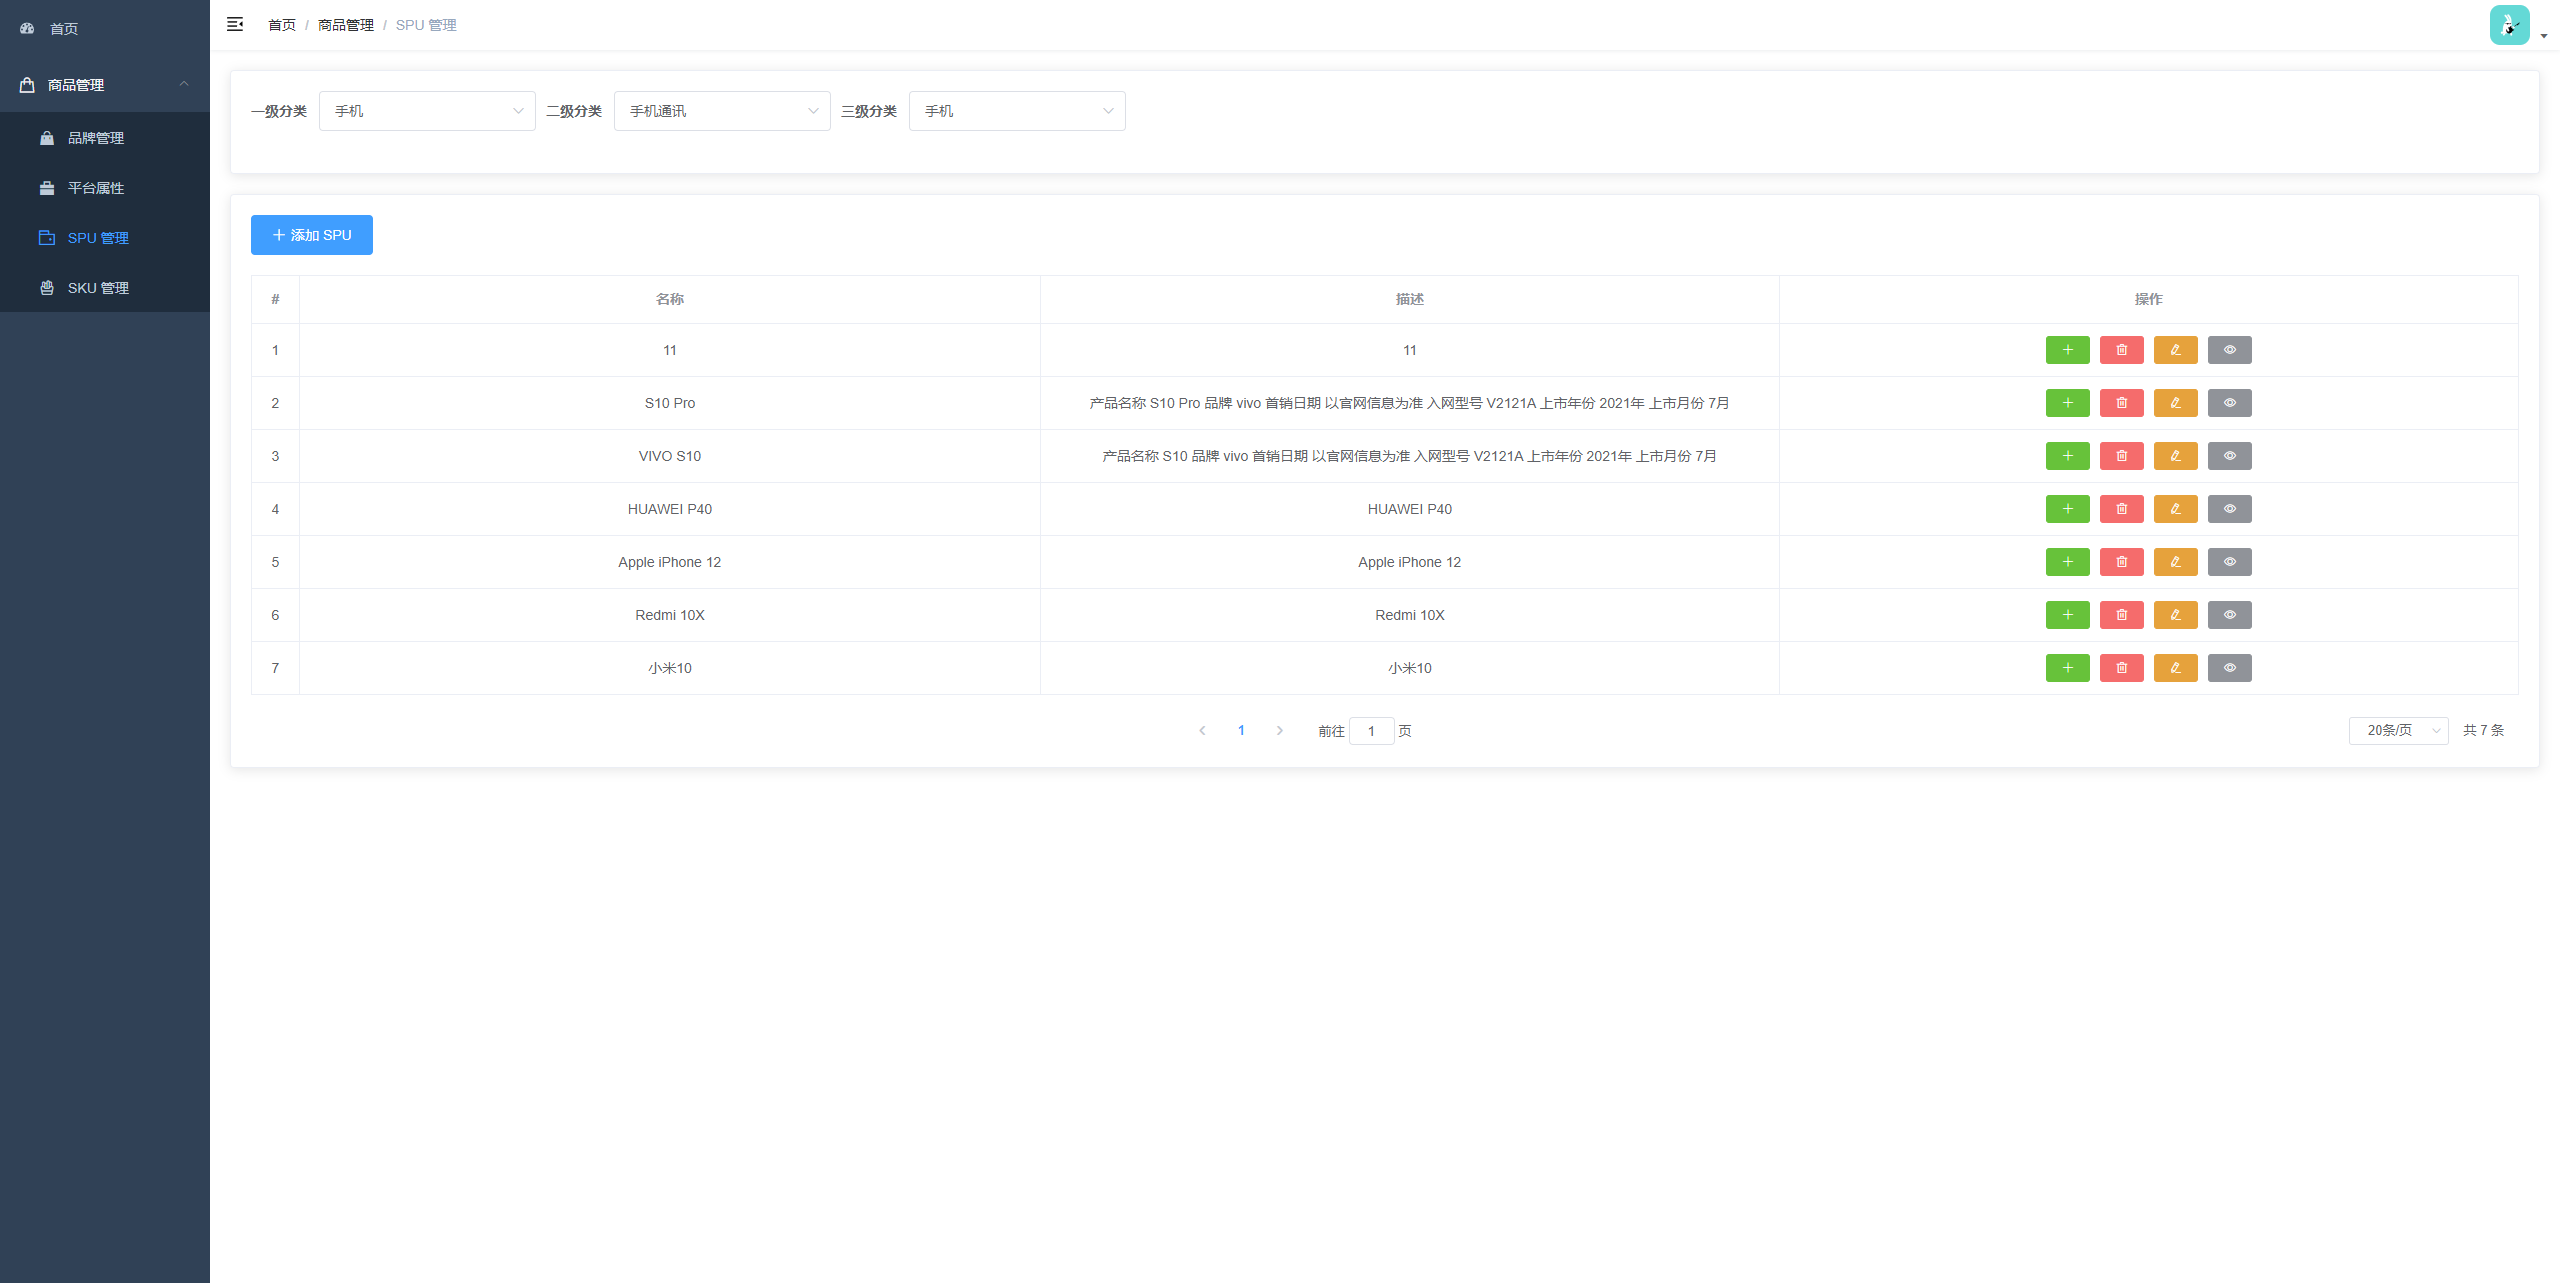 首页
商品管理
品牌管理
平台属性
SPU 管理
SKU 管理
首页 / 商品管理 / SPU 管理
一级分类 手机 二级分类 手机通讯 三级分类 手机
添加 SPU
# 名称 描述 操作
1 11 11
2 S10 Pro 产品名称 S10 Pro 品牌 vivo 首销日期 以官网信息为准 入网型号 V2121A 上市年份 2021年 上市月份 7月
3 VIVO S10 产品名称 S10 品牌 vivo 首销日期 以官网信息为准 入网型号 V2121A 上市年份 2021年 上市月份 7月
4 HUAWEI P40 HUAWEI P40
5 Apple iPhone 12 Apple iPhone 12
6 Redmi 10X Redmi 10X
7 小米10 小米10
1 前往 1 页 20条/页 共 7 条